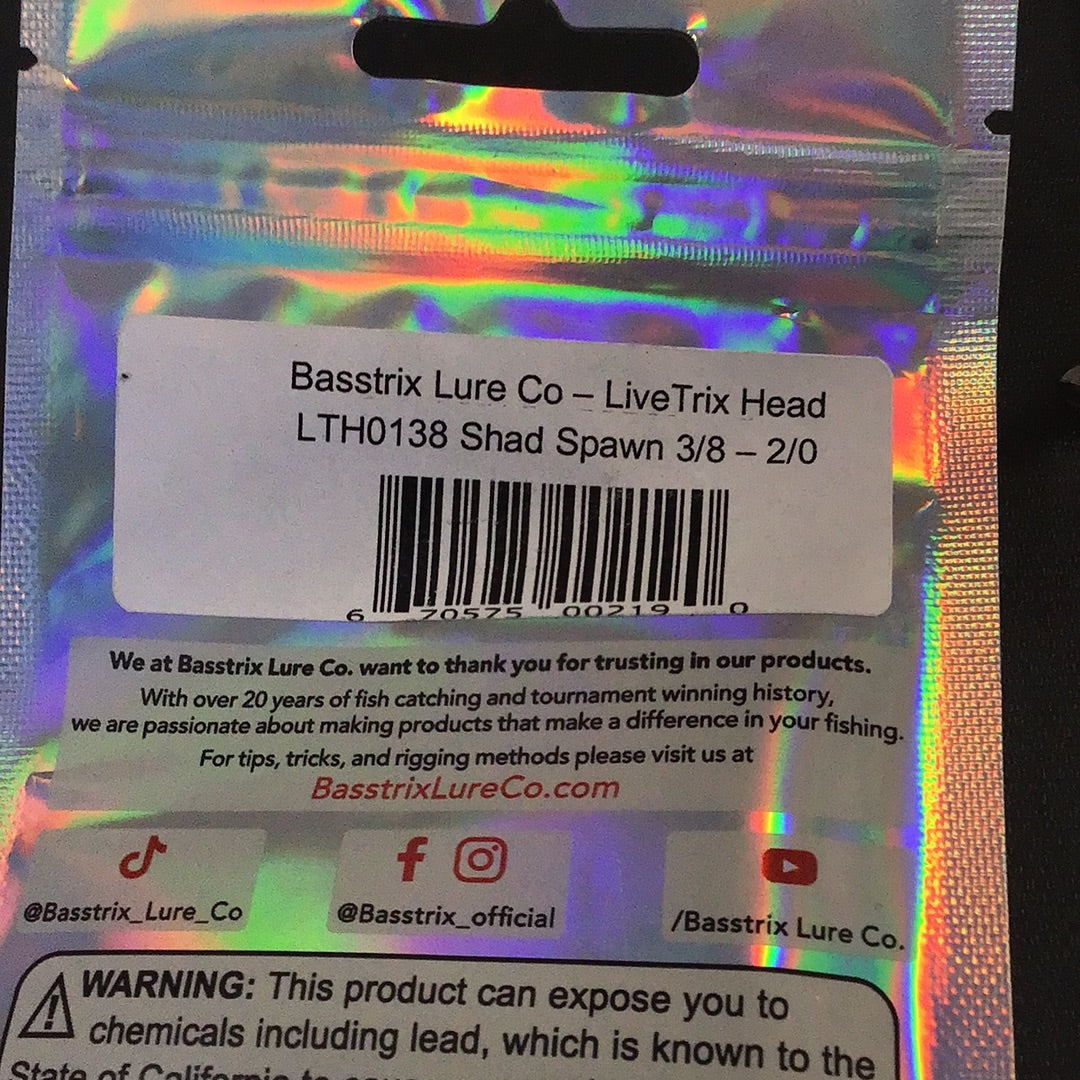 Basstrix Lure Co – LiveTrix Head
LTH0138 Shad Spawn 3/8 – 2/0
6 70575 00219 0
We at Basstrix Lure Co. want to thank you for trusting in our products.
With over 20 years of fish catching and tournament winning history,
we are passionate about making products that make a difference in your fishing.
For tips, tricks, and rigging methods please visit us at
BasstrixLureCo.com
@Basstrix_Lure_Co
@Basstrix_official
/Basstrix Lure Co.
WARNING: This product can expose you to
chemicals including lead, which is known to the
State of California to